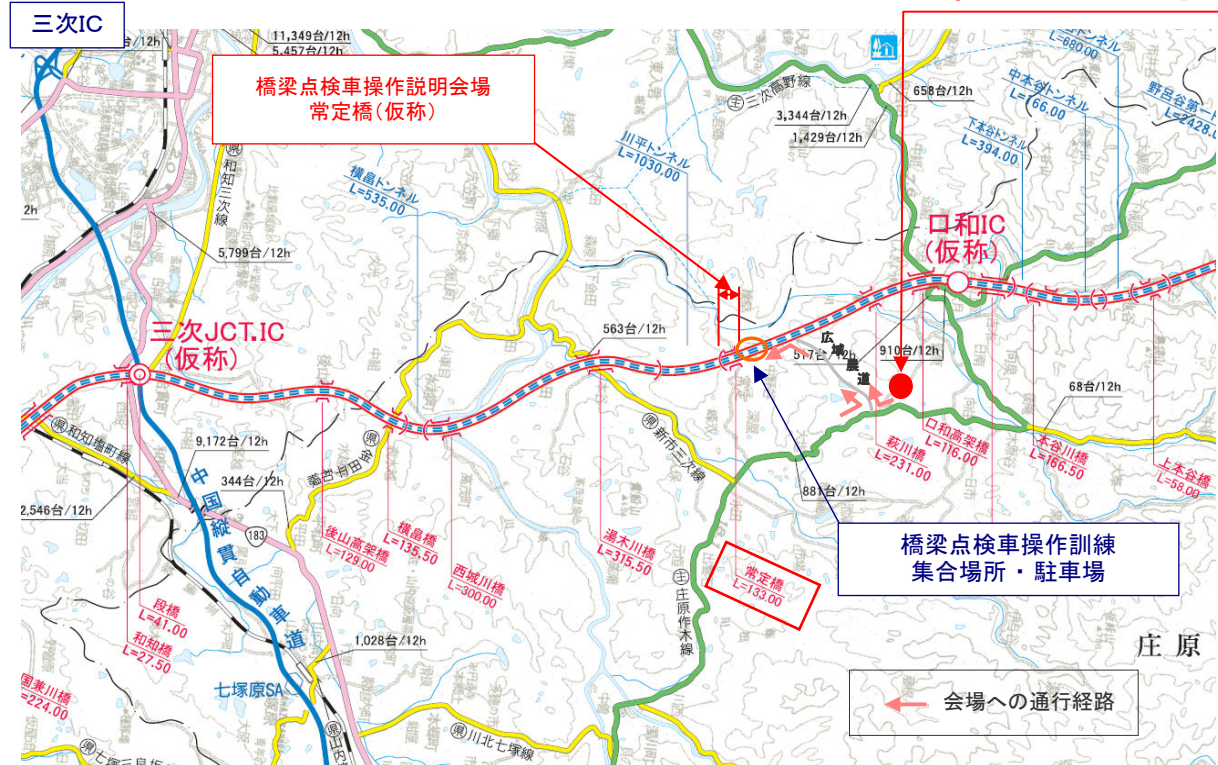 三次IC
11,349台/12h
5,457台/12h
橋梁点検車操作説明会場
常定橋(仮称)
㊤三次高野線
658台/12h
3,344台/12h
1,429台/12h
L=680.00
中本谷トンネル
L=766.00
下本谷トンネル
L=394.00
L=2428.0
川平トンネル
L=1030.00
横畠トンネル
L=535.00
和知三次線
2h
5,799台/12h
口和IC
(仮称)
三次JCT.IC
(仮称)
563台/12h
517台/12h
910台/12h
広域農道
68台/12h
和知塩町線
9,172台/12h
344台/12h
2,546台/12h
183
中国縦貫自動車道
後山高架橋
L=129.00
横畠橋
L=135.50
西城川橋
L=300.00
湯木川橋
L=315.50
新市三次線
881台/12h
萩川橋
L=231.00
口和高架橋
L=116.00
本谷川橋
L=166.50
上本谷橋
L=58.00
橋梁点検車操作訓練
集合場所・駐車場
常定橋
L=133.00
庄原作木線
段橋
L=41.00
和知橋
L=27.50
国兼川橋
=224.00
1,028台/12h
七塚原SA
川北七塚線
庄原
会場への通行経路